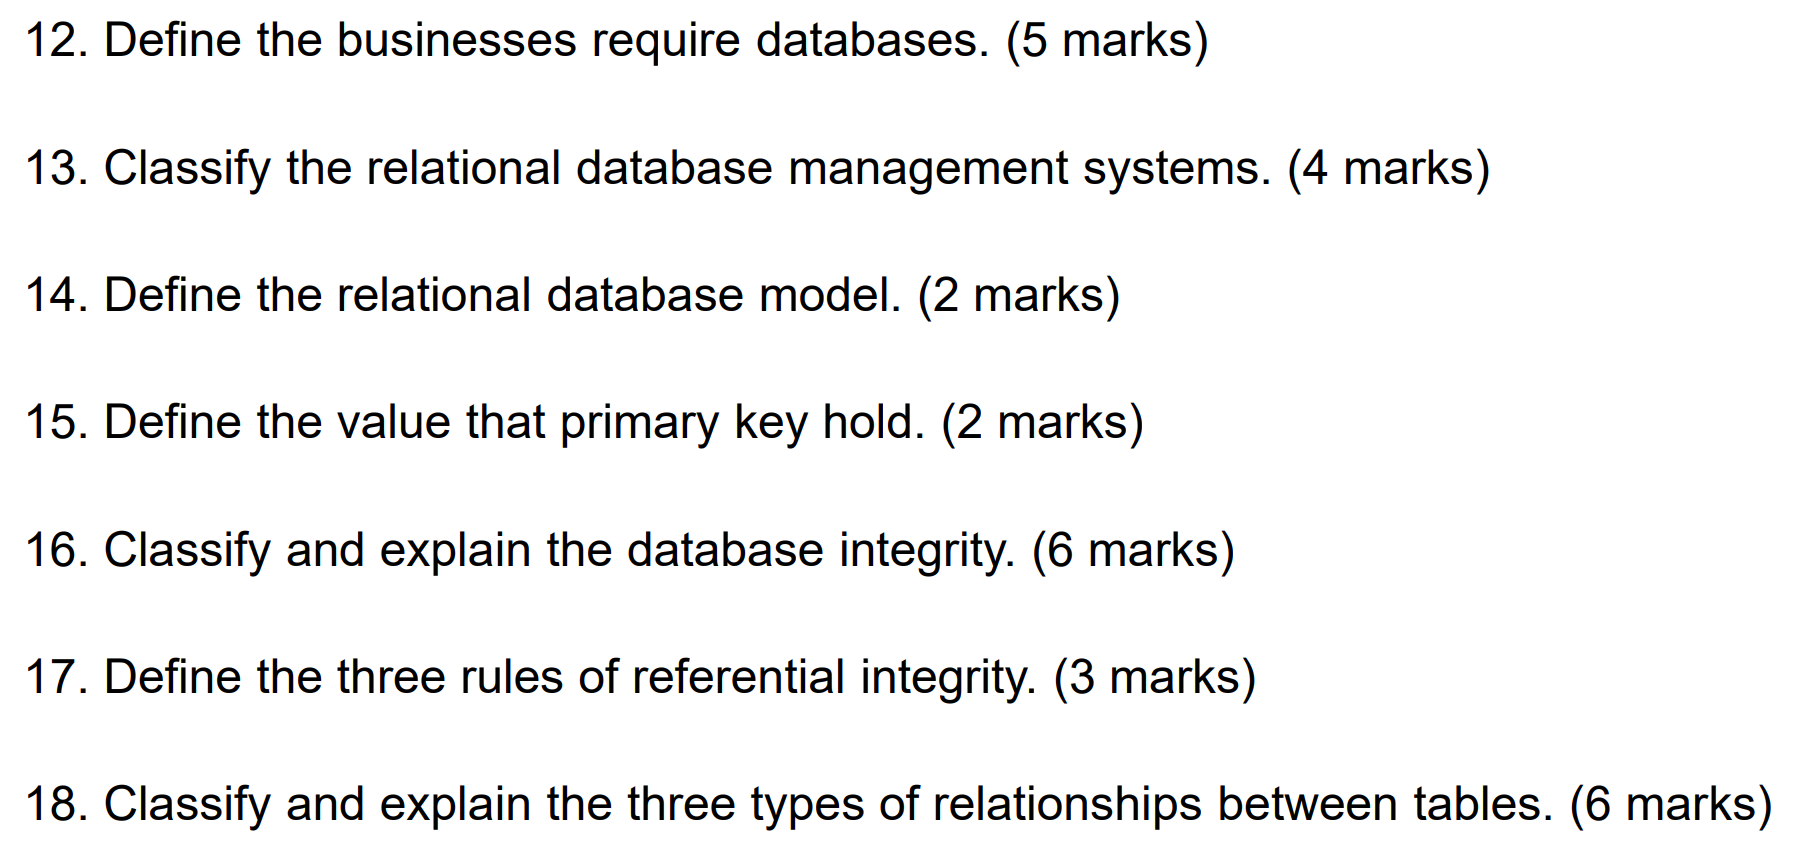 12. Define the businesses require databases. (5 marks)
13. Classify the relational database management systems. (4 marks)
14. Define the relational database model. (2 marks)
15. Define the value that primary key hold. (2 marks)
16. Classify and explain the database integrity. (6 marks)
17. Define the three rules of referential integrity. (3 marks)
18. Classify and explain the three types of relationships between tables. (6 marks)